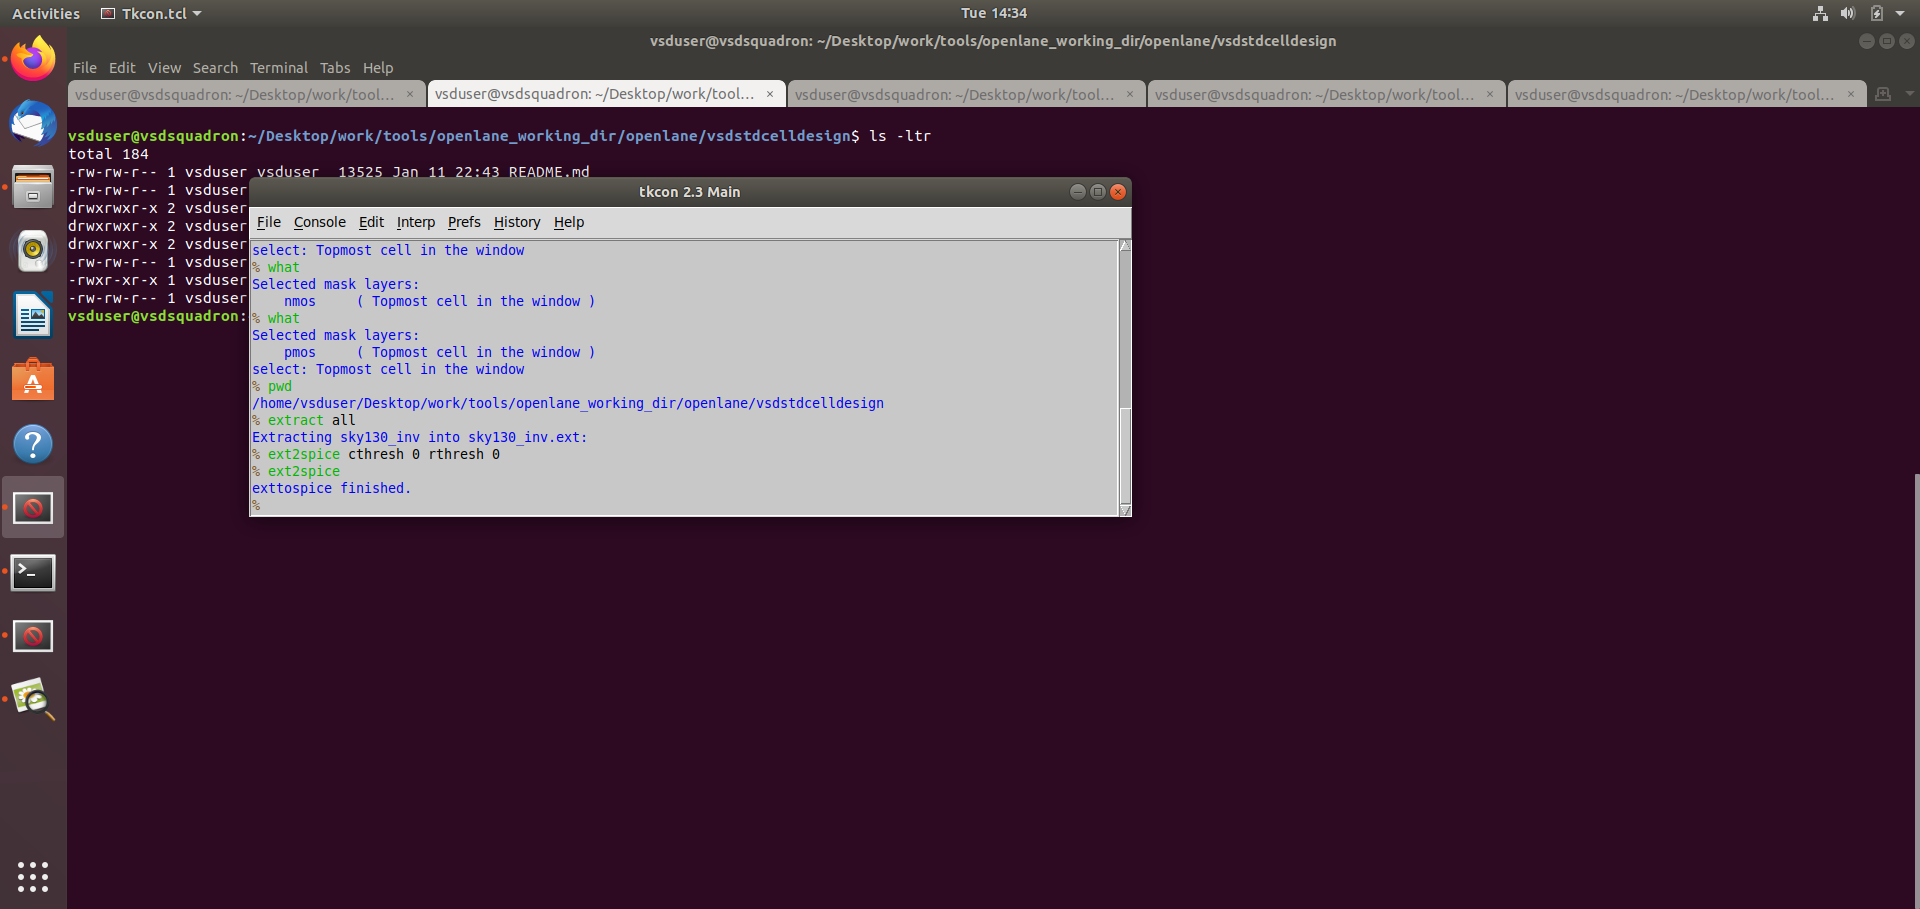 Activities Tkcon.tcl Tue 14:34
vsduser@vsdsquadron: ~/Desktop/work/tools/openlane_working_dir/openlane/vsdstdcelldesign
File Edit View Search Terminal Tabs Help
vsduser@vsdsquadron: ~/Desktop/work/tool... × vsduser@vsdsquadron: ~/Desktop/work/tool... × vsduser@vsdsquadron: ~/Desktop/work/tool... × vsduser@vsdsquadron: ~/Desktop/work/tool... × vsduser@vsdsquadron: ~/Desktop/work/tool... ×
vsduser@vsdsquadron:~/Desktop/work/tools/openlane_working_dir/openlane/vsdstdcelldesign$ ls -ltr
total 184
-rw-rw-r-- 1 vsduser vsduser 13525 Jan 11 22:43 README.md
-rw-rw-r-- 1 vsduser
drwxrwxr-x 2 vsduser
drwxrwxr-x 2 vsduser
drwxrwxr-x 2 vsduser
-rw-rw-r-- 1 vsduser
-rwxr-xr-x 1 vsduser
-rw-rw-r-- 1 vsduser
vsduser@vsdsquadron:
tkcon 2.3 Main
File Console Edit Interp Prefs History Help
select: Topmost cell in the window
% what
Selected mask layers:
nmos ( Topmost cell in the window )
% what
Selected mask layers:
pmos ( Topmost cell in the window )
select: Topmost cell in the window
% pwd
/home/vsduser/Desktop/work/tools/openlane_working_dir/openlane/vsdstdcelldesign
% extract all
Extracting sky130_inv into sky130_inv.ext:
% ext2spice cthresh 0 rthresh 0
% ext2spice
exttospice finished.
%